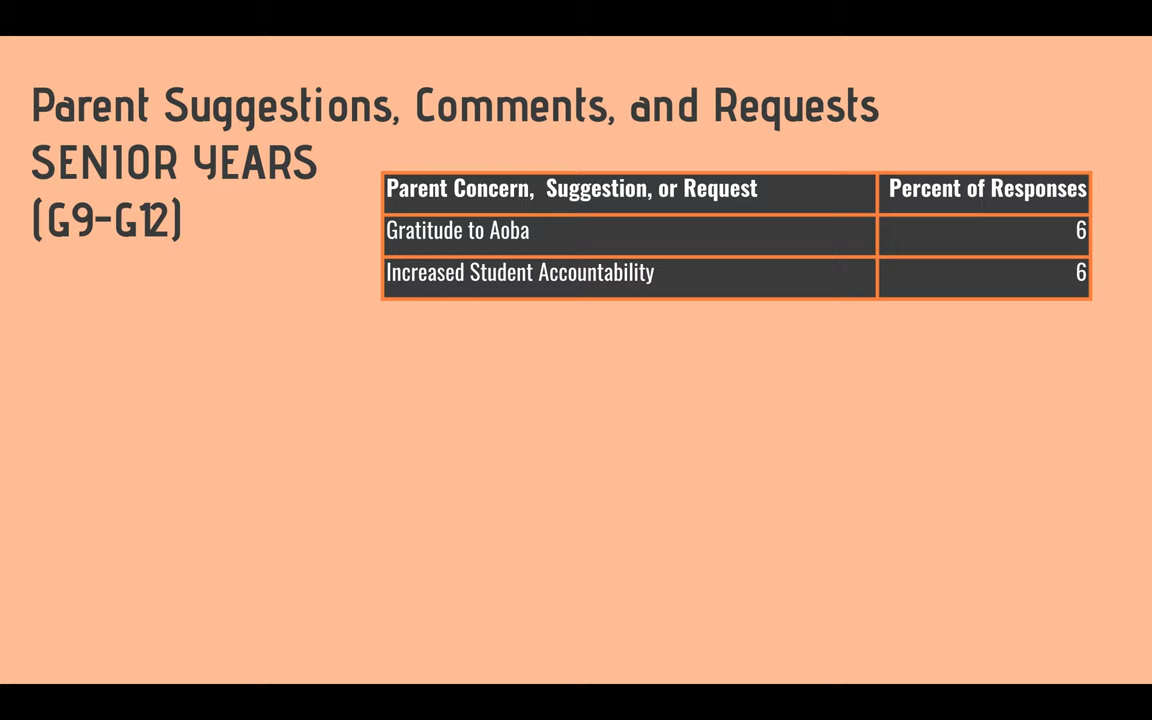 Parent Suggestions, Comments, and Requests
SENIOR YEARS
(G9-G12)
Parent Concern, Suggestion, or Request Percent of Responses
Gratitude to Aoba 6
Increased Student Accountability 6